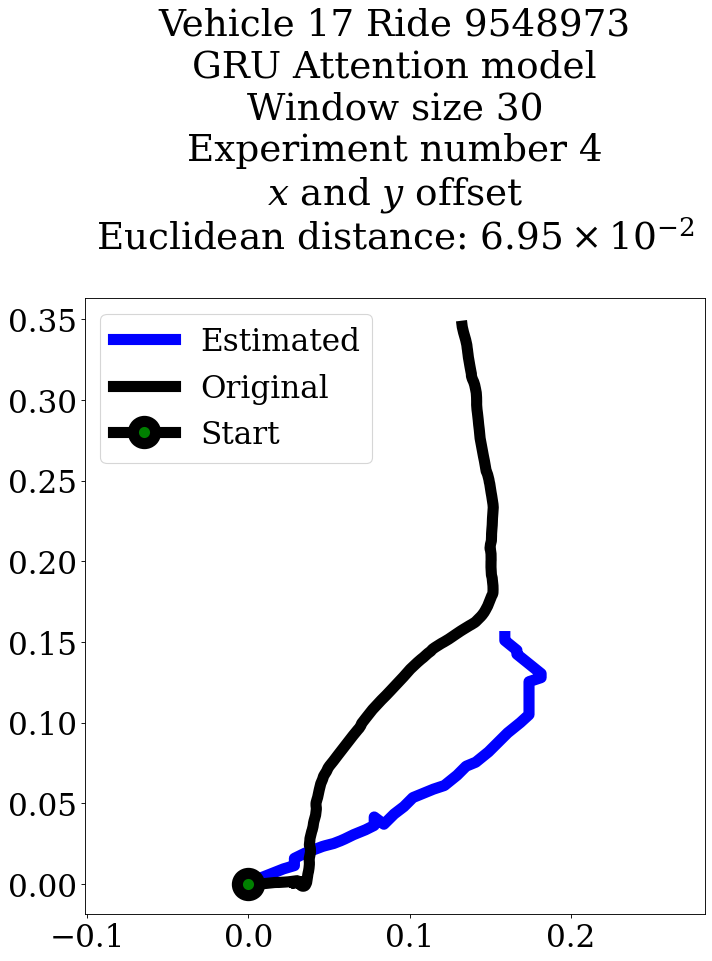 Vehicle 17 Ride 9548973
GRU Attention model
Window size 30
Experiment number 4
x and y offset
Euclidean distance: 6.95 × 10⁻²
Estimated
Original
Start
0.35
0.30
0.25
0.20
0.15
0.10
0.05
0.00
−0.1 0.0 0.1 0.2